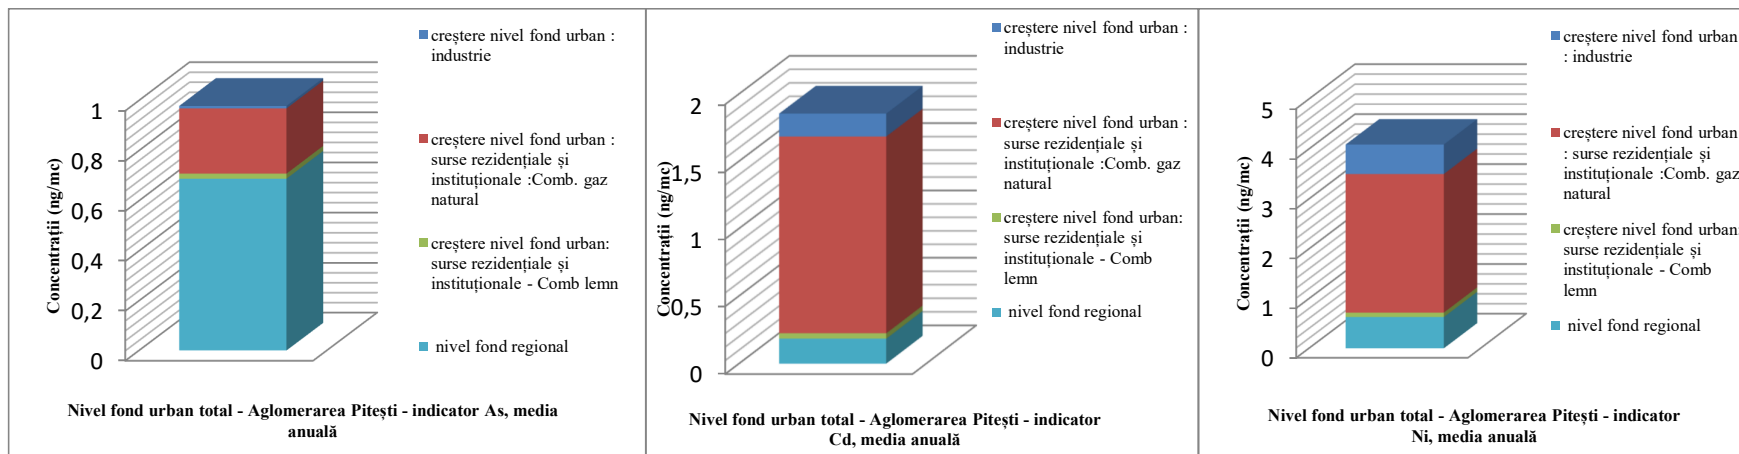 Concentrații (ng/mc)
1
0,8
0,6
0,4
0,2
0
creștere nivel fond urban :
industrie
creștere nivel fond urban :
surse rezidențiale și
instituționale :Comb. gaz
natural
creștere nivel fond urban:
surse rezidențiale și
instituționale - Comb lemn
nivel fond regional
Nivel fond urban total - Aglomerarea Pitești - indicator As, media
anuală
Concentrații (ng/mc)
2
1,5
1
0,5
0
creștere nivel fond urban :
industrie
creștere nivel fond urban :
surse rezidențiale și
instituționale :Comb. gaz
natural
creștere nivel fond urban:
surse rezidențiale și
instituționale - Comb
lemn
nivel fond regional
Nivel fond urban total - Aglomerarea Pitești - indicator
Cd, media anuală
Concentrații (ng/mc)
5
4
3
2
1
0
creștere nivel fond urban
: industrie
creștere nivel fond urban
: surse rezidențiale și
instituționale :Comb. gaz
natural
creștere nivel fond urban:
surse rezidențiale și
instituționale - Comb
lemn
nivel fond regional
Nivel fond urban total - Aglomerarea Pitești - indicator
Ni, media anuală